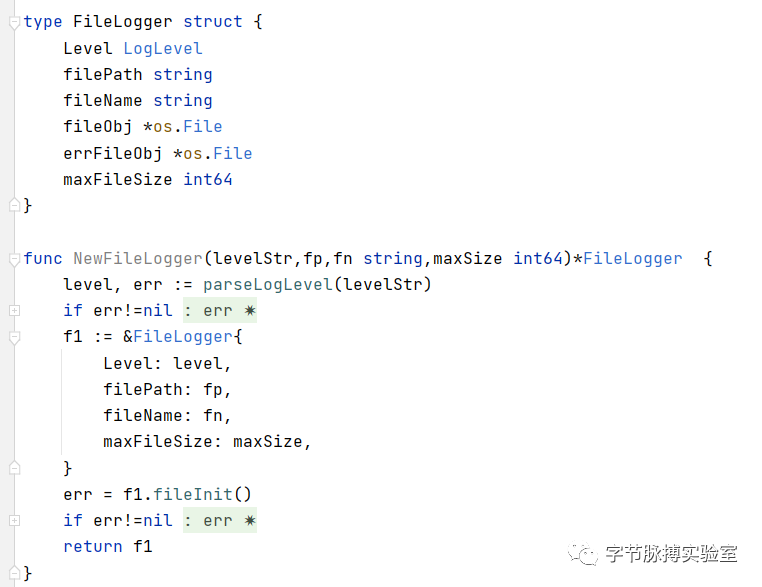 type FileLogger struct {
    Level LogLevel
    filePath string
    fileName string
    fileObj *os.File
    errFileObj *os.File
    maxFileSize int64
}

func NewFileLogger(levelStr,fp,fn string,maxSize int64)*FileLogger  {
    level, err := parseLogLevel(levelStr)
    if err!=nil : err ✷
    f1 := &FileLogger{
        Level: level,
        filePath: fp,
        fileName: fn,
        maxFileSize: maxSize,
    }
    err = f1.fileInit()
    if err!=nil : err ✷
    return f1
}
字节脉搏实验室